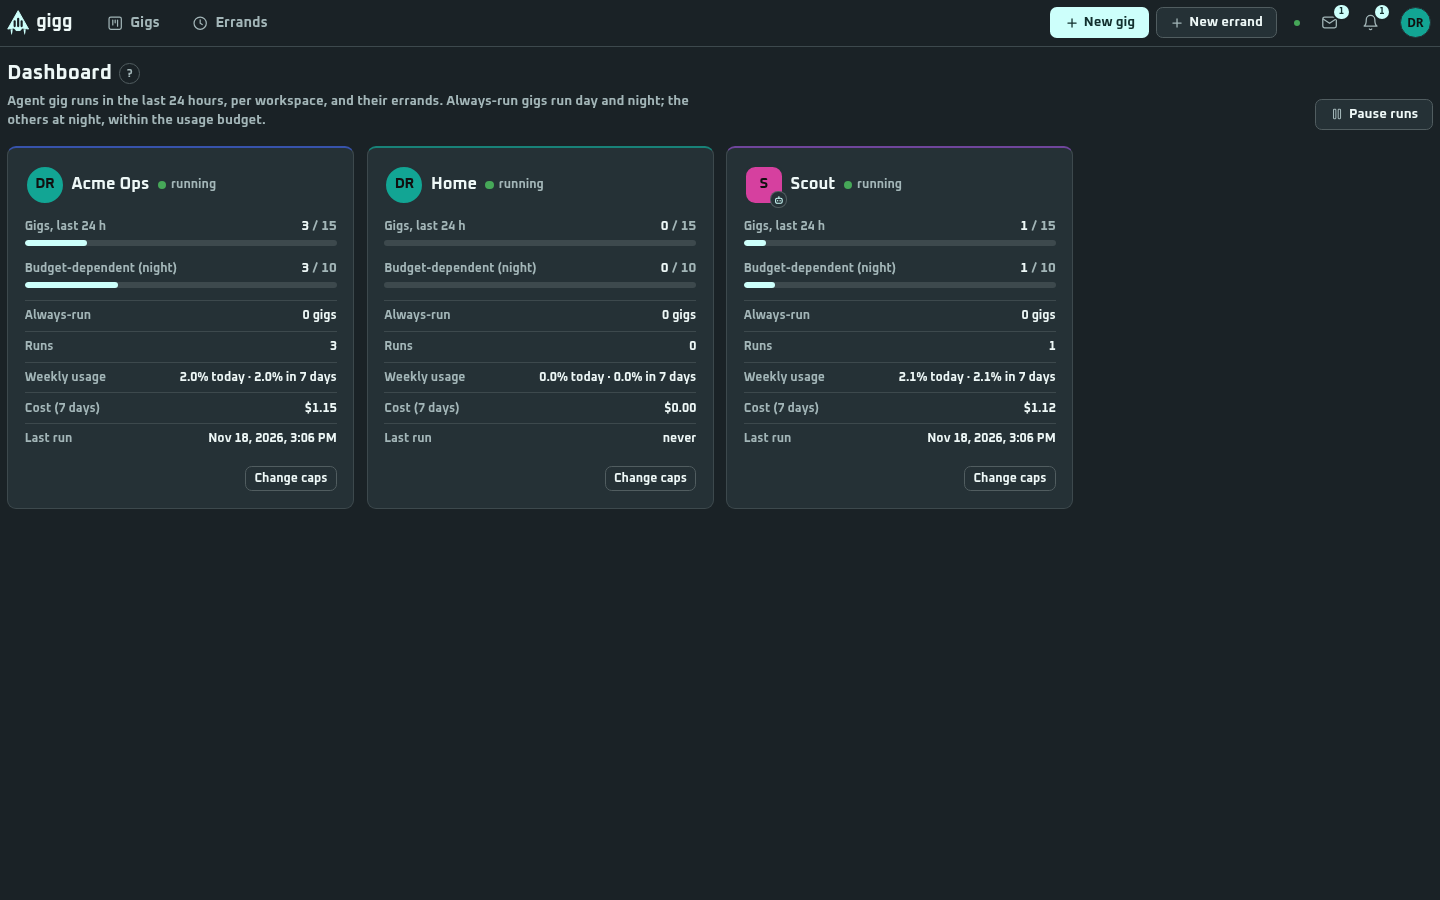 gigg
Gigs
Errands
New gig
New errand
1
1
DR
Dashboard
?
Agent gig runs in the last 24 hours, per workspace, and their errands. Always-run gigs run day and night; the
others at night, within the usage budget.
Pause runs
DR
Acme Ops
running
Gigs, last 24 h
3 / 15
Budget-dependent (night)
3 / 10
Always-run
0 gigs
Runs
3
Weekly usage
2.0% today · 2.0% in 7 days
Cost (7 days)
$1.15
Last run
Nov 18, 2026, 3:06 PM
Change caps
DR
Home
running
Gigs, last 24 h
0 / 15
Budget-dependent (night)
0 / 10
Always-run
0 gigs
Runs
0
Weekly usage
0.0% today · 0.0% in 7 days
Cost (7 days)
$0.00
Last run
never
Change caps
S
Scout
running
Gigs, last 24 h
1 / 15
Budget-dependent (night)
1 / 10
Always-run
0 gigs
Runs
1
Weekly usage
2.1% today · 2.1% in 7 days
Cost (7 days)
$1.12
Last run
Nov 18, 2026, 3:06 PM
Change caps